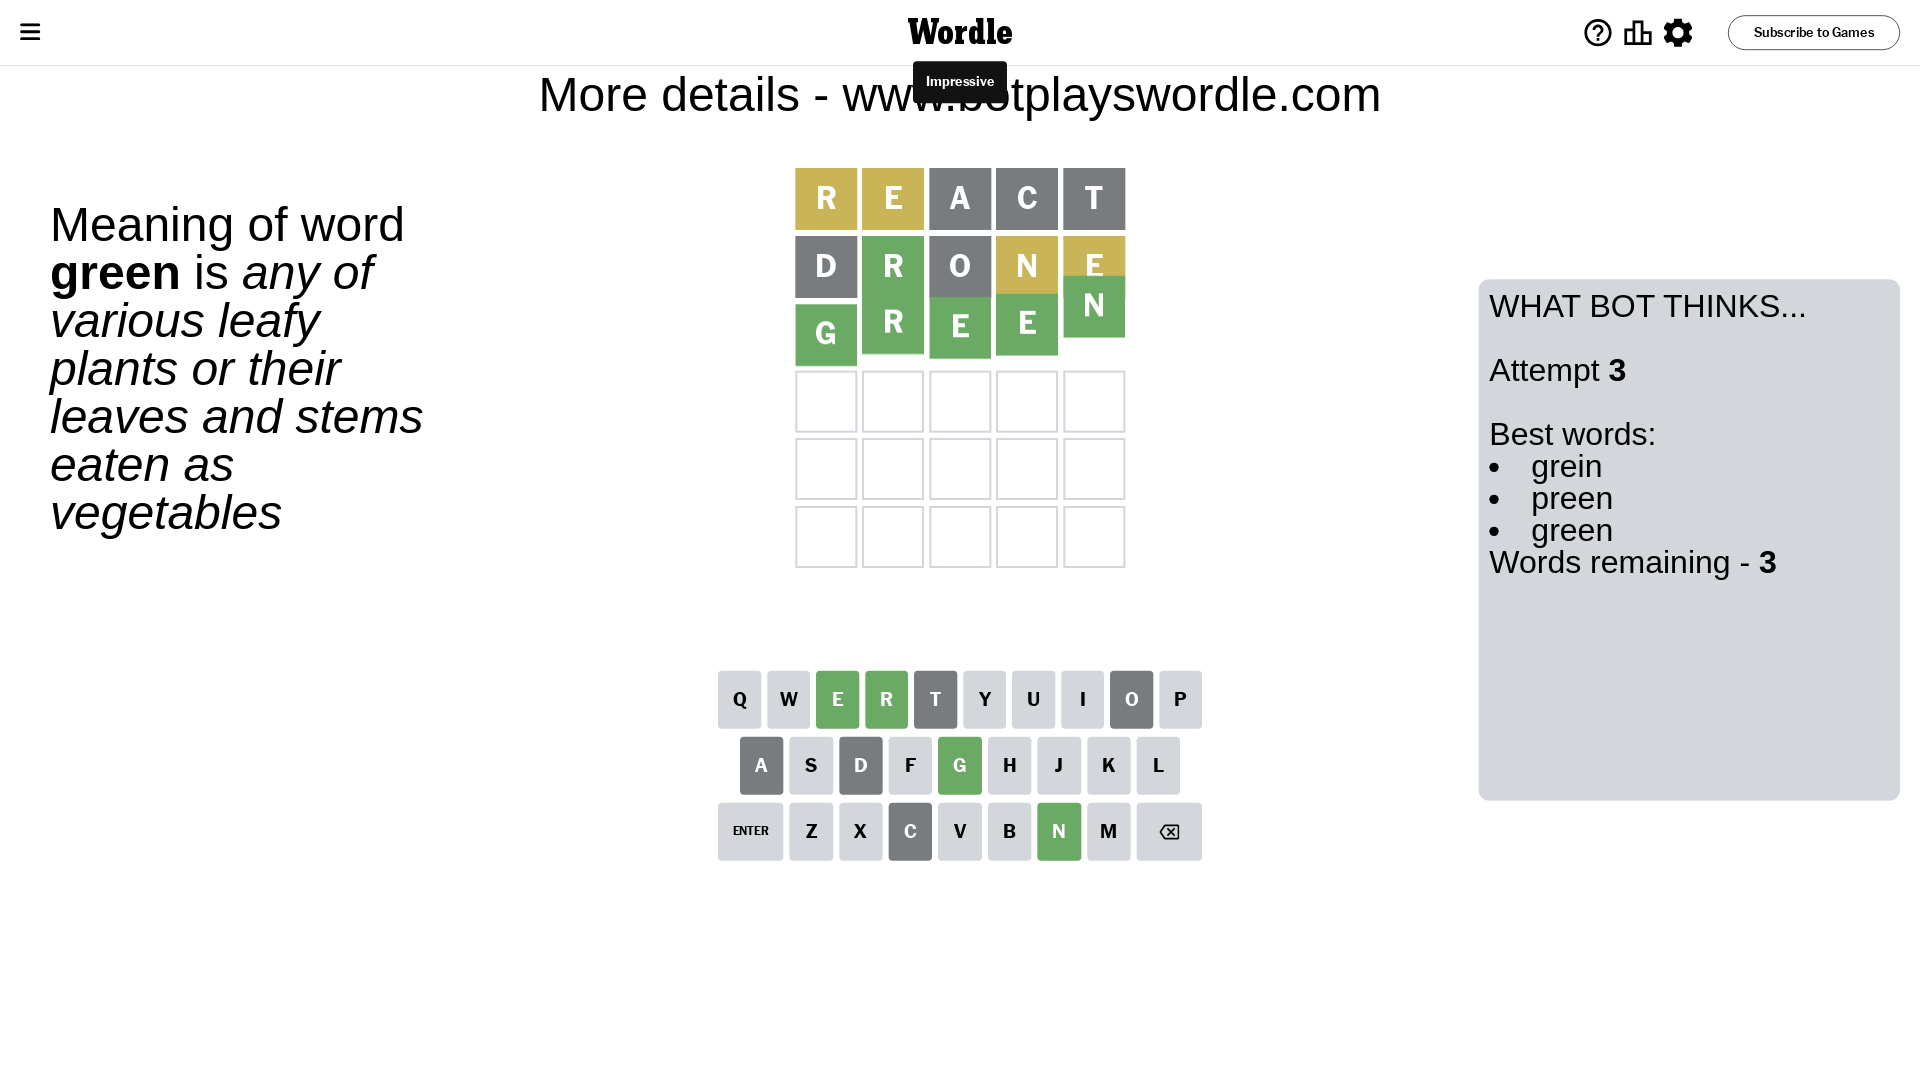 Wordle
Subscribe to Games
Impressive
More details - www.botplayswordle.com
Meaning of word
green is any of
various leafy
plants or their
leaves and stems
eaten as
vegetables
R E A C T
D R O N E
G R E E N
WHAT BOT THINKS...
Attempt 3
Best words:
• grein
• preen
• green
Words remaining - 3
Q W E R T Y U I O P
A S D F G H J K L
ENTER Z X C V B N M